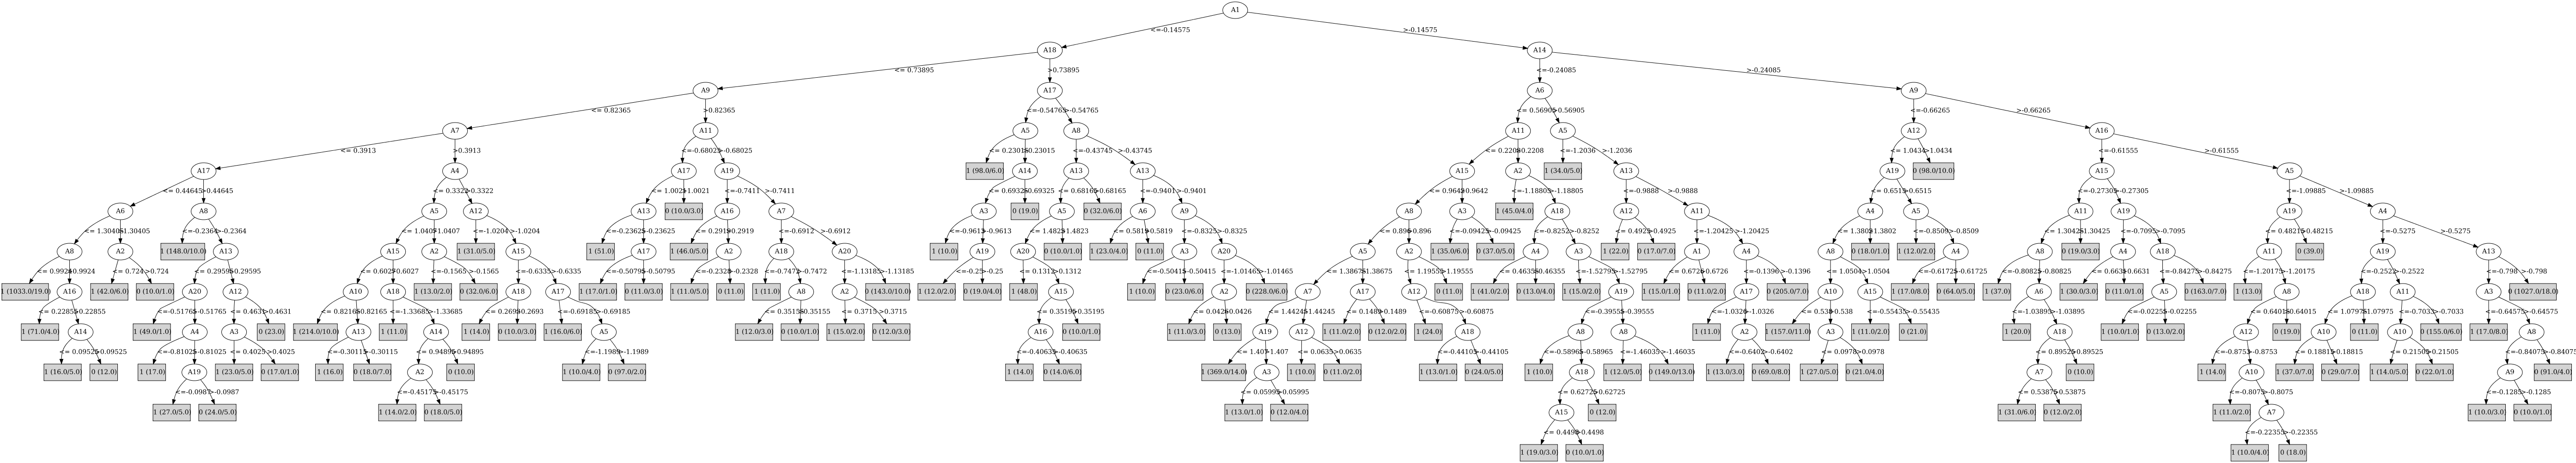 A1
<=-0.14575 >-0.14575
A18 A14
<= 0.73895 >0.73895 <=-0.24085 >-0.24085
A9 A17 A6 A9
<= 0.82365 >0.82365 <=-0.54765 >-0.54765 <= 0.56905 >0.56905 <=-0.66265 >-0.66265
A7 A11 A5 A8 A11 A5 A12 A16
<= 0.3913 >0.3913 <=-0.68025 >-0.68025 <= 0.23015 >0.23015 <=-0.43745 >-0.43745 <= 0.2208 >0.2208 <=-1.2036 >-1.2036 <= 1.0434 >1.0434 <=-0.61555 >-0.61555
A17 A4 A17 A19 1 (98.0/6.0) A14 A13 A13 A15 A2 1 (34.0/5.0) A13 A19 0 (98.0/10.0) A15 A5
<= 0.44645 >0.44645 <= 0.3322 >0.3322 <= 1.0021 >1.0021 <=-0.7411 >-0.7411 <= 0.69325 >0.69325 <= 0.68165 >0.68165 <=-0.9401 >-0.9401 <= 0.9642 >0.9642 <=-1.18805 >-1.18805 <=-0.9888 >-0.9888 <= 0.6515 >0.6515 <=-0.27305 >-0.27305 <=-1.09885 >-1.09885
A6 A8 A5 A12 A13 0 (10.0/3.0) A16 A7 A3 0 (19.0) A5 0 (32.0/6.0) A6 A9 A8 A3 1 (45.0/4.0) A18 A12 A11 A4 A5 A11 A19 A19 A4
<= 1.30405 >1.30405 <=-0.2364 >-0.2364 <= 1.0407 >1.0407 <=-1.0204 >-1.0204 <=-0.23625 >-0.23625 <= 0.2919 >0.2919 <=-0.6912 >-0.6912 <=-0.9613 >-0.9613 <= 1.4823 >1.4823 <= 0.5819 >0.5819 <=-0.8325 >-0.8325 <= 0.896 >0.896 <=-0.09425 >-0.09425 <=-0.8252 >-0.8252 <= 0.4925 >0.4925 <=-1.20425 >-1.20425 <= 1.3802 >1.3802 <=-0.8509 >-0.8509 <= 1.30425 >1.30425 <=-0.7095 >-0.7095 <= 0.48215 >0.48215 <=-0.5275 >-0.5275
A8 A2 1 (148.0/10.0) A13 A15 A2 1 (31.0/5.0) A15 1 (51.0) A17 1 (46.0/5.0) A2 A18 A20 1 (10.0) A19 A20 0 (10.0/1.0) 1 (23.0/4.0) 0 (11.0) A3 A20 A5 A2 1 (35.0/6.0) 0 (37.0/5.0) A4 A3 1 (22.0) 0 (17.0/7.0) A1 A4 A8 0 (18.0/1.0) 1 (12.0/2.0) A4 A8 0 (19.0/3.0) A4 A18 A11 0 (39.0) A19 A13
<= 0.9924 >0.9924 <= 0.724 >0.724 <= 0.29595 >0.29595 <= 0.6027 >0.6027 <=-0.1565 >-0.1565 <=-0.6335 >-0.6335 <=-0.50795 >-0.50795 <=-0.2328 >-0.2328 <=-0.7472 >-0.7472 <=-1.13185 >-1.13185 <=-0.25 >-0.25 <= 0.1312 >0.1312 <=-0.50415 >-0.50415 <=-1.01465 >-1.01465 <= 1.38675 >1.38675 <= 1.19555 >1.19555 <= 0.46355 >0.46355 <=-1.52795 >-1.52795 <= 0.6726 >0.6726 <=-0.1396 >-0.1396 <= 1.0504 >1.0504 <=-0.61725 >-0.61725 <=-0.80825 >-0.80825 <= 0.6631 >0.6631 <=-0.84275 >-0.84275 <=-1.20175 >-1.20175 <=-0.2522 >-0.2522 <=-0.798 >-0.798
1 (1033.0/19.0) A16 1 (42.0/6.0) 0 (10.0/1.0) A20 A12 A10 A18 1 (13.0/2.0) 0 (32.0/6.0) A18 A17 1 (17.0/1.0) 0 (11.0/3.0) 1 (11.0/5.0) 0 (11.0) 1 (11.0) A8 A2 0 (143.0/10.0) 1 (12.0/2.0) 0 (19.0/4.0) 1 (48.0) A15 1 (10.0) 0 (23.0/6.0) A2 0 (228.0/6.0) A7 A17 A12 0 (11.0) 1 (41.0/2.0) 0 (13.0/4.0) 1 (15.0/2.0) A19 1 (15.0/1.0) 0 (11.0/2.0) A17 0 (205.0/7.0) A10 A15 1 (17.0/8.0) 0 (64.0/5.0) 1 (37.0) A6 1 (30.0/3.0) 0 (11.0/1.0) A5 0 (163.0/7.0) 1 (13.0) A8 A18 A11 A3 0 (1027.0/18.0)
<= 0.22855 >0.22855 <=-0.51765 >-0.51765 <= 0.4631 >0.4631 <= 0.82165 >0.82165 <=-1.33685 >-1.33685 <= 0.2693 >0.2693 <=-0.69185 >-0.69185 <= 0.35155 >0.35155 <= 0.3715 >0.3715 <= 0.35195 >0.35195 <= 0.0426 >0.0426 <= 1.44245 >1.44245 <= 0.1489 >0.1489 <=-0.60875 >-0.60875 <=-0.39555 >-0.39555 <=-1.0326 >-1.0326 <= 0.538 >0.538 <=-0.55435 >-0.55435 <=-1.03895 >-1.03895 <=-0.02255 >-0.02255 <= 0.64015 >0.64015 <= 1.07975 >1.07975 <=-0.7033 >-0.7033 <=-0.64575 >-0.64575
1 (71.0/4.0) A14 1 (49.0/1.0) A4 A3 0 (23.0) 1 (214.0/10.0) A13 1 (11.0) A14 1 (14.0) 0 (10.0/3.0) 1 (16.0/6.0) A5 1 (12.0/3.0) 0 (10.0/1.0) 1 (15.0/2.0) 0 (12.0/3.0) A16 0 (10.0/1.0) 1 (11.0/3.0) 0 (13.0) A19 A12 1 (11.0/2.0) 0 (12.0/2.0) 1 (24.0) A18 A8 A8 1 (11.0) A2 1 (157.0/11.0) A3 1 (11.0/2.0) 0 (21.0) 1 (20.0) A18 1 (10.0/1.0) 0 (13.0/2.0) A12 0 (19.0) A10 0 (11.0) A10 0 (155.0/6.0) 1 (177.0/8.0) A8
<= 0.09525 >0.09525 <=-0.81025 >-0.81025 <= 0.4025 >0.4025 <=-0.30115 >-0.30115 <= 0.94895 >0.94895 <=-1.1989 >-1.1989 <=-0.40635 >-0.40635 <= 1.407 >1.407 <= 0.0635 >0.0635 <=-0.44105 >-0.44105 <=-0.58965 >-0.58965 <=-1.46035 >-1.46035 <=-0.6402 >-0.6402 <= 0.0978 >0.0978 <= 0.89525 >0.89525 <=-0.8753 >-0.8753 <= 0.18815 >0.18815 <= 0.21505 >0.21505 <=-0.84075 >-0.84075
1 (16.0/5.0) 0 (12.0) 1 (17.0) A19 1 (23.0/5.0) 0 (17.0/1.0) 1 (16.0) 0 (18.0/7.0) A2 0 (10.0) 1 (10.0/4.0) 0 (97.0/2.0) 1 (14.0) 0 (14.0/6.0) 1 (369.0/14.0) A3 1 (10.0) 0 (11.0/2.0) 1 (13.0/1.0) 0 (24.0/5.0) 1 (10.0) A18 1 (12.0/5.0) 0 (149.0/13.0) 1 (13.0/3.0) 0 (69.0/8.0) 1 (27.0/5.0) 0 (21.0/4.0) A7 0 (10.0) 1 (14.0) A10 1 (37.0/7.0) 0 (29.0/7.0) 1 (14.0/5.0) 0 (22.0/1.0) A9 0 (91.0/4.0)
<=-0.0987 >-0.0987 <=-0.45175 >-0.45175 <= 0.05995 >0.05995 <= 0.62725 >0.62725 <= 0.53875 >0.53875 <=-0.8075 >-0.8075 <=-0.1285 >-0.1285
1 (27.0/5.0) 0 (24.0/5.0) 1 (14.0/2.0) 0 (18.0/5.0) 1 (13.0/1.0) 0 (12.0/4.0) A15 0 (12.0) 1 (31.0/6.0) 0 (12.0/2.0) 1 (11.0/2.0) A7 1 (10.0/3.0) 0 (10.0/1.0)
<= 0.4498 >0.4498 <=-0.22355 >-0.22355
1 (19.0/3.0) 0 (10.0/1.0) 1 (10.0/4.0) 0 (18.0)